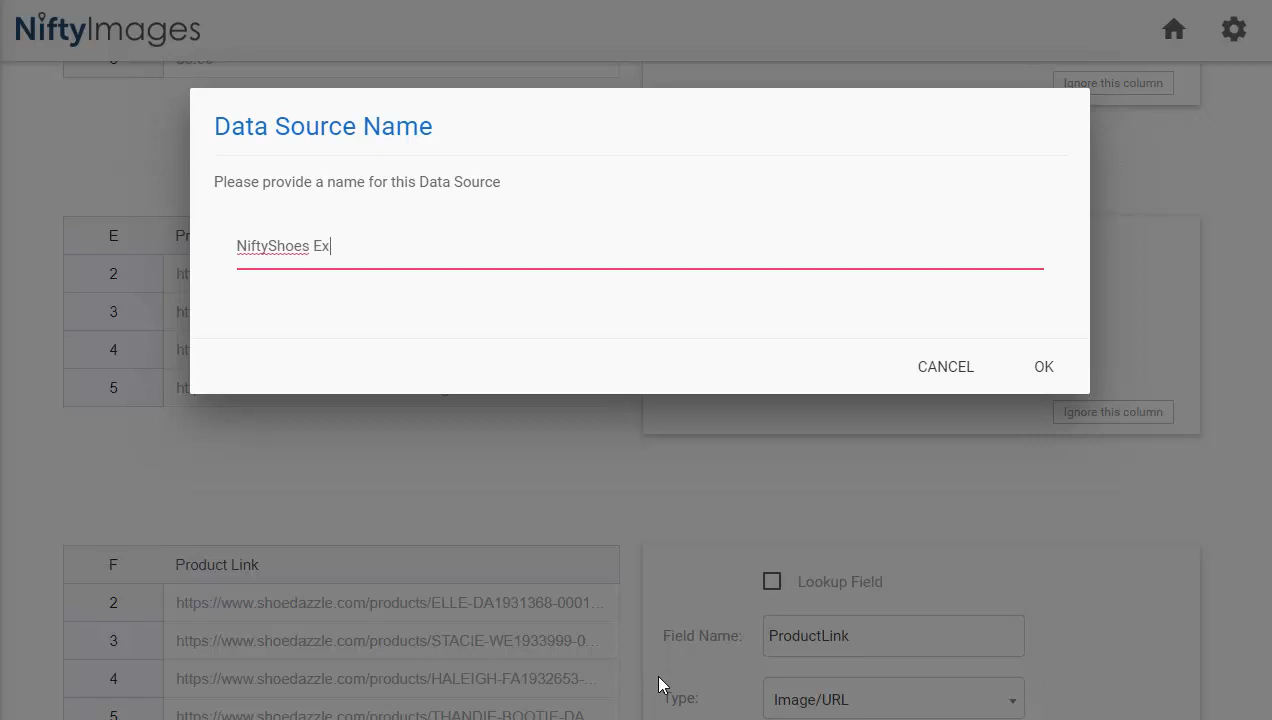 NiftyImages
Ignore this column
Data Source Name
Please provide a name for this Data Source
NiftyShoes Ex
CANCEL
OK
E
2
3
4
5
Ignore this column
F
Product Link
2
https://www.shoedazzle.com/products/ELLE-DA1931368-0001...
3
https://www.shoedazzle.com/products/STACIE-WE1933999-0...
4
https://www.shoedazzle.com/products/HALEIGH-FA1932653-...
5
https://www.shoedazzle.com/products/THANDIE-BOOTIE-DA...
Lookup Field
Field Name:
ProductLink
Type:
Image/URL